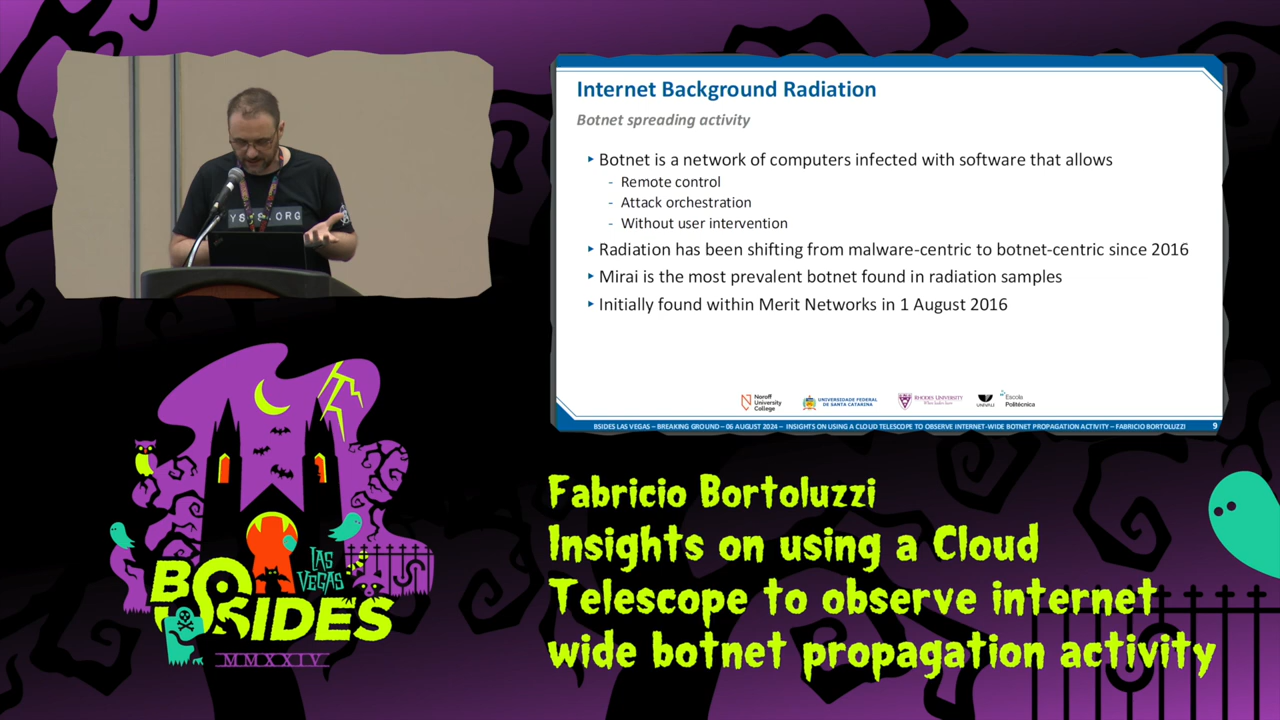 Internet Background Radiation
Botnet spreading activity
‣ Botnet is a network of computers infected with software that allows
- Remote control
- Attack orchestration
- Without user intervention
‣ Radiation has been shifting from malware-centric to botnet-centric since 2016
‣ Mirai is the most prevalent botnet found in radiation samples
‣ Initially found within Merit Networks in 1 August 2016
Noroff
University
College
UNIVERSIDADE FEDERAL
DE SANTA CATARINA
RHODES UNIVERSITY
Where leaders learn
UNIVALI
Escola
Politécnica
BSIDES LAS VEGAS – BREAKING GROUND – 06 AUGUST 2024 – INSIGHTS ON USING A CLOUD TELESCOPE TO OBSERVE INTERNET-WIDE BOTNET PROPAGATION ACTIVITY – FABRICIO BORTOLUZZI
9
LAS
VEGAS
BSIDES
MMXXIV
Fabricio Bortoluzzi
Insights on using a Cloud
Telescope to observe internet
wide botnet propagation activity